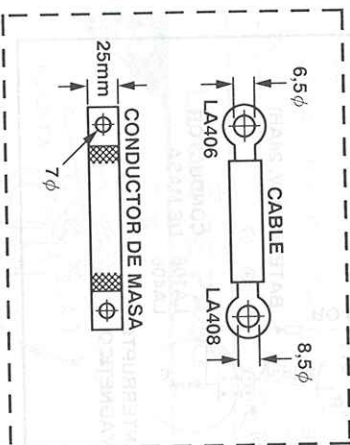 CABLE
6,5ϕ
8,5ϕ
LA406
LA408
CONDUCTOR DE MASA
25mm
7ϕ